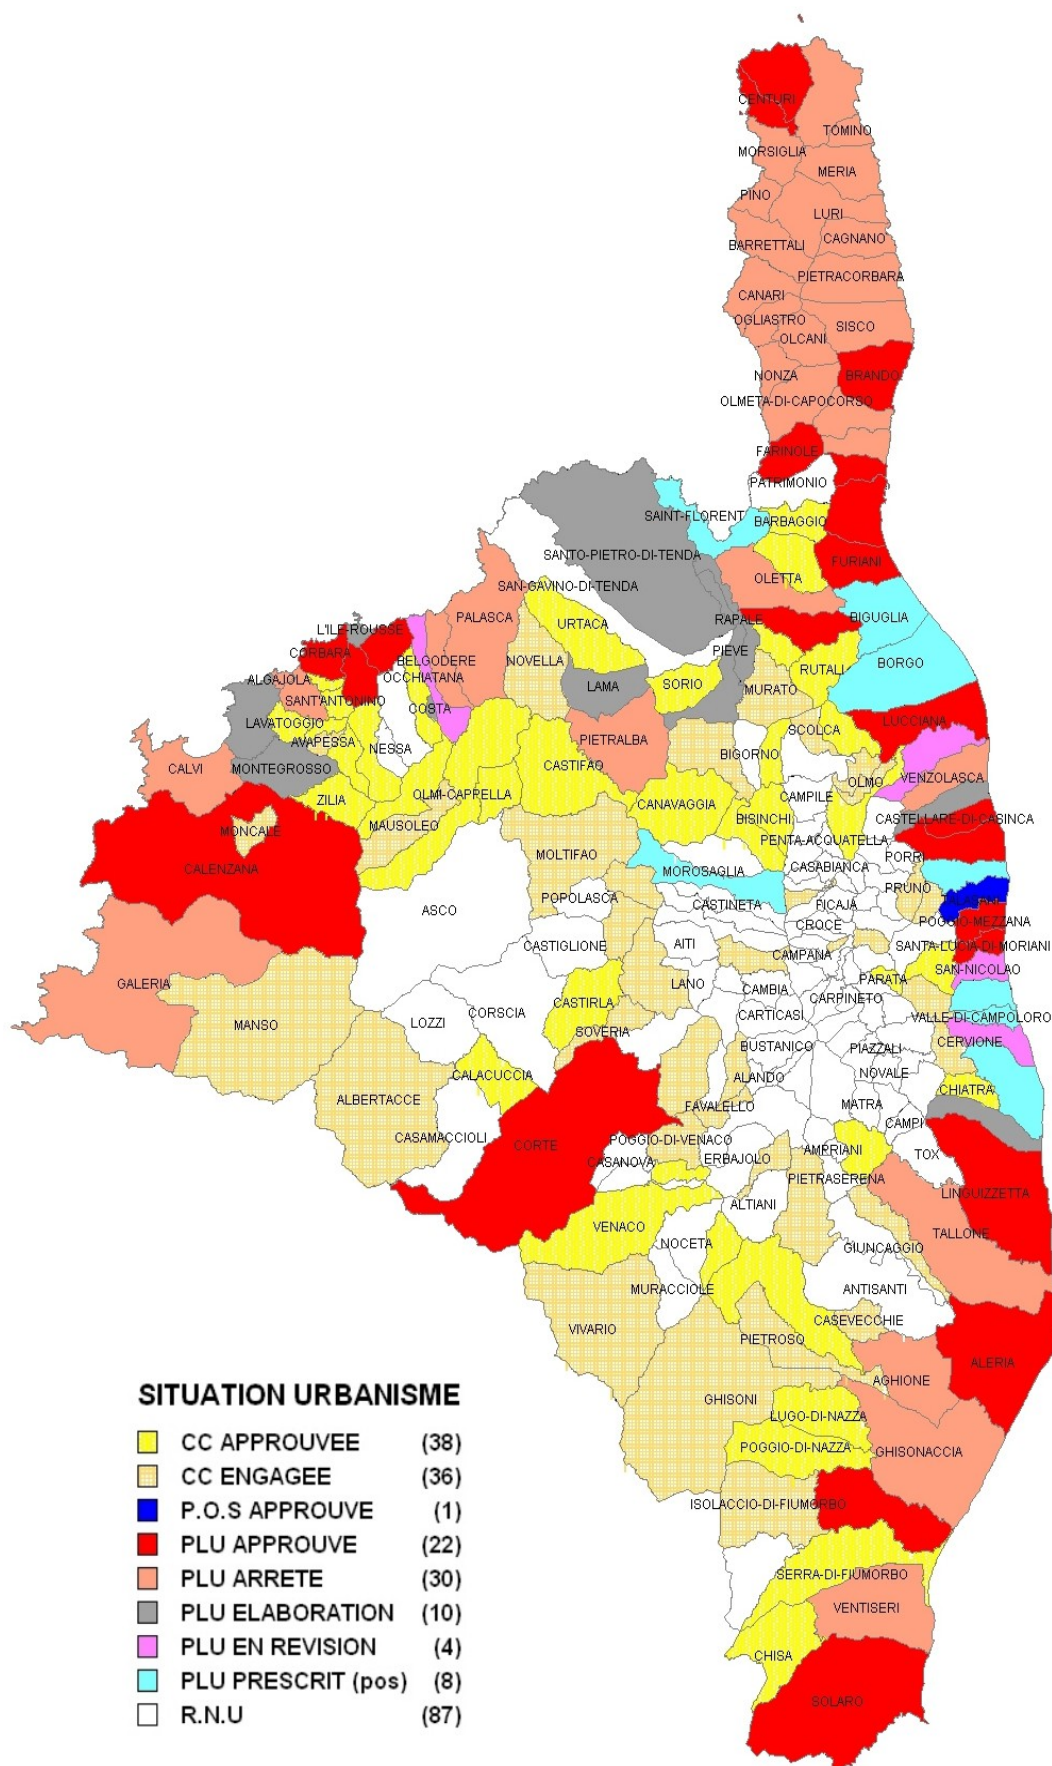 CENTURI
TOMINO
MORSIGLIA
MERIA
PINO
LURI
CAGNANO
BARRETTALI
PIETRACORBARA
CANARI
OGLIASTRO
SISCO
OLCANI
NONZA
BRANDO
OLMETA-DI-CAPOCORSO
FARINOLE
PATRIMONIO
SAINT-FLORENT
BARBAGGIO
SANTO-PIETRO-DI-TENDA
FURIANI
OLETTA
SAN-GAVINO-DI-TENDA
PALASCA
RAPALE
BIGUGLIA
URTACA
L'ILE-ROUSSE
CORBARA
NOVELLA
PIEVE
BELGODERE
OCCHIATANA
RUTALI
BORGO
ALGAJOLA
LAMA
SORIO
MURATO
SANT'ANTONINO
COSTA
LAVATOGGIO
LUCCIANA
SCOLCA
AVAPESSA
NESSA
PIETRALBA
BIGORNO
CALVI
MONTEGROSSO
CASTIFAO
OLMO
VENZOLASCA
ZILIA
OLMI-CAPPELLA
CAMPILE
CANAVAGGIA
BISINCHI
CASTELLARE-DI-CASINCA
MAUSOLEO
MONCALE
PENTA-ACQUATELLA
MOLTIFAO
PORRI
CALENZANA
MOROSAGLIA
CASABIANCA
POPOLASCA
PRUNO
ASCO
CASTINETA
FICAJA
TALASANI
POGGIO-MEZZANA
CROCE
CASTIGLIONE
AITI
SANTA-LUCIA-DI-MORIANI
CAMPANA
SAN-NICOLAO
GALERIA
LANO
CAMBIA
PARATA
CASTIRLA
CARPINETO
CORSCIA
LOZZI
CARTICASI
VALLE-DI-CAMPOLORO
MANSO
SOVERIA
BUSTANICO
PIAZZALI
CERVIONE
CALACUCCIA
ALANDO
NOVALE
CHIATRA
ALBERTACCE
FAVALELLO
MATRA
CAMPI
CASAMACCIOLI
CORTE
POGGIO-DI-VENACO
AMPRIANI
TOX
CASANOVA
ERBAJOLO
PIETRASERENA
LINGUIZZETTA
VENACO
ALTIANI
TALLONE
NOCETA
GIUNCAGGIO
MURACCIOLE
ANTISANTI
CASEVECCHIE
VIVARIO
PIETROSO
ALERIA
AGHIONE
GHISONI
LUGO-DI-NAZZA
POGGIO-DI-NAZZA
GHISONACCIA
ISOLACCIO-DI-FIUMORBO
SERRA-DI-FIUMORBO
VENTISERI
CHISA
SOLARO
SITUATION URBANISME
CC APPROUVEE (38)
CC ENGAGEE (36)
P.O.S APPROUVE (1)
PLU APPROUVE (22)
PLU ARRETE (30)
PLU ELABORATION (10)
PLU EN REVISION (4)
PLU PRESCRIT (pos) (8)
R.N.U (87)